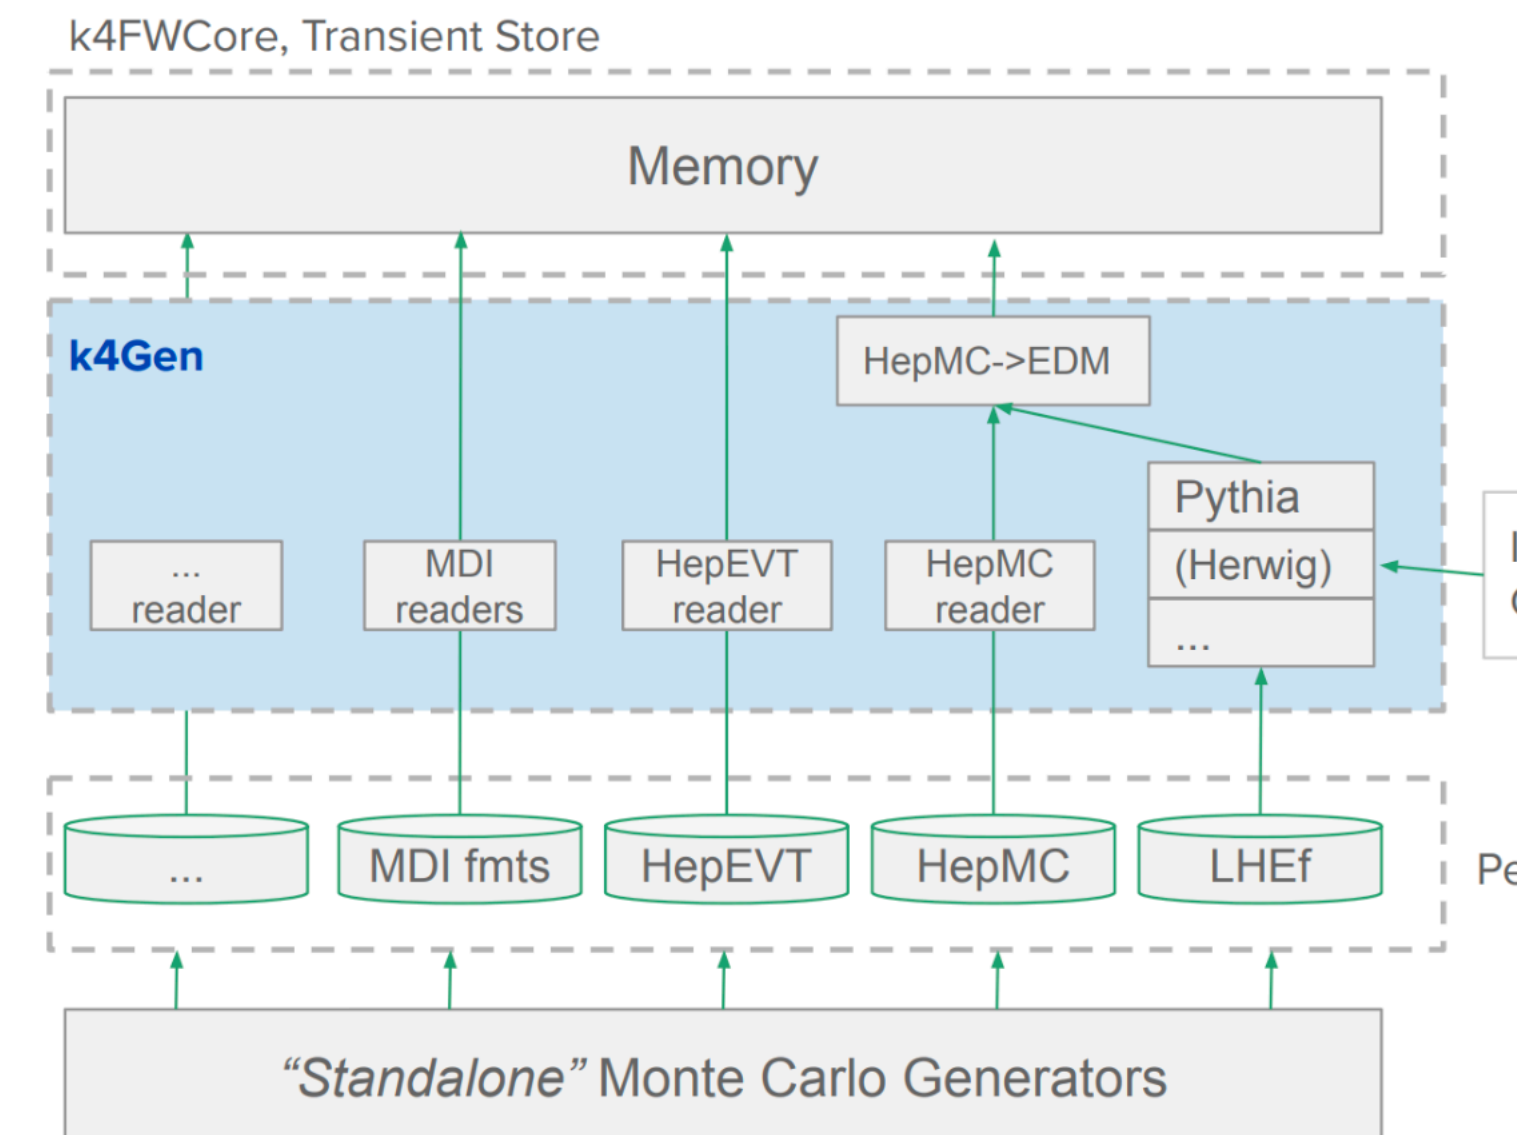 k4FWCore, Transient Store
Memory
k4Gen
HepMC->EDM
Pythia
(Herwig)
...
...
reader
MDI
readers
HepEVT
reader
HepMC
reader
...
MDI fmts
HepEVT
HepMC
LHEf
“Standalone” Monte Carlo Generators